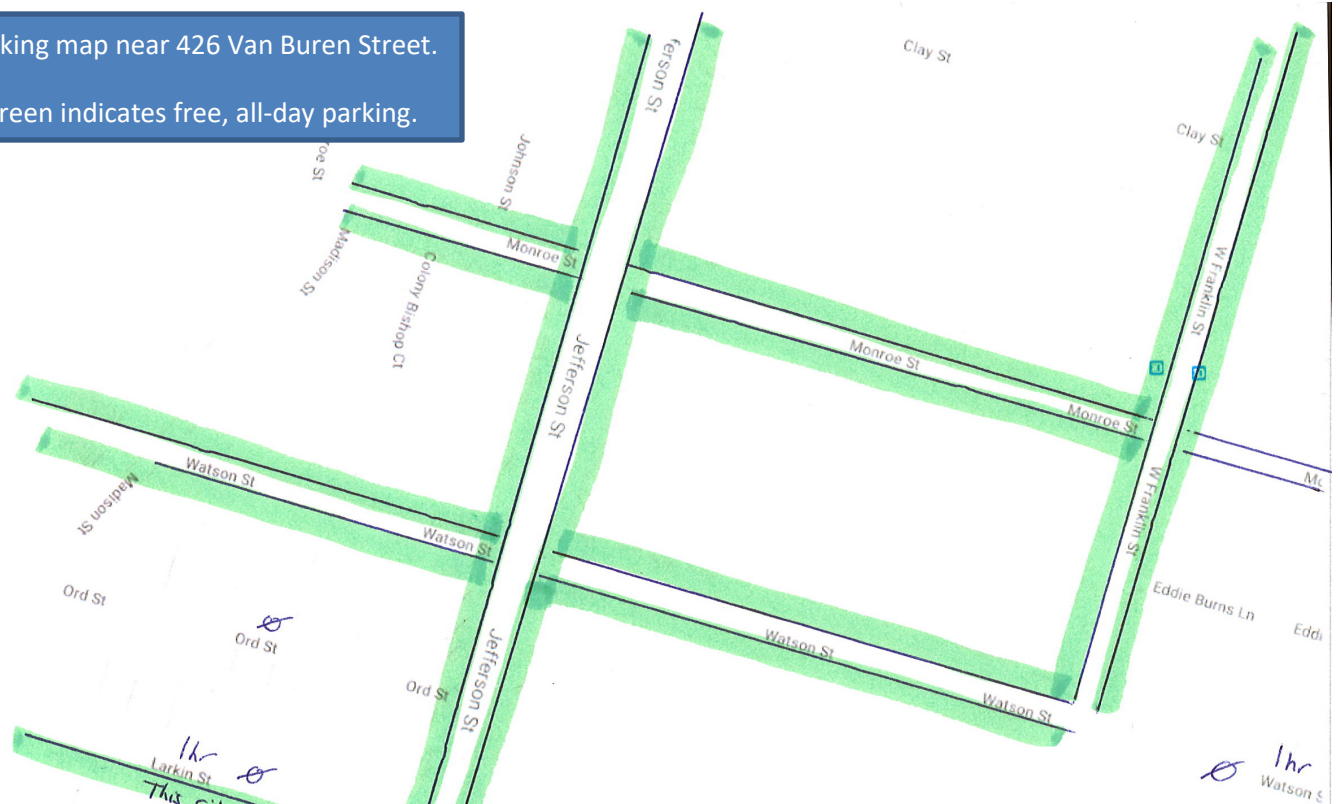 king map near 426 Van Buren Street.
reen indicates free, all-day parking.
ferson St
Clay St
Clay St
roe St
Johnson St
Monroe St
Madison St
Colony Bishop Ct
W Franklin St
Jefferson St
Monroe St
Monroe St
Watson St
Madison St
Watson St
W Franklin St
Mc
Ord St
Ord St
Eddie Burns Ln
Eddi
Watson St
Jefferson St
Ord St
Watson St
1hr
Larkin St
This
1hr
Watson S